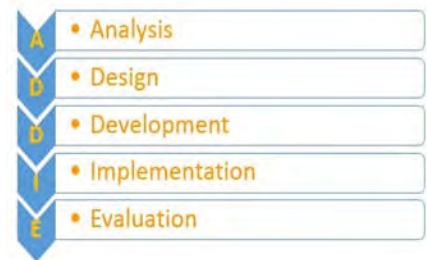 A • Analysis
D • Design
D • Development
I • Implementation
E • Evaluation